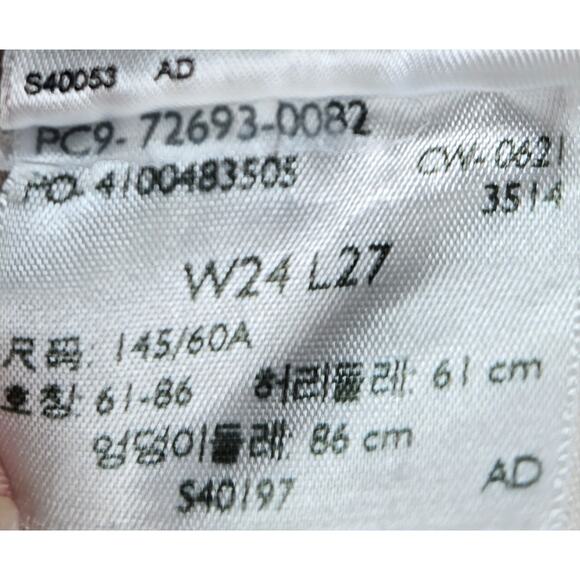 S40053 AD
PC9- 72693-0082
PO. 4100483505 CW-0621
3514
W24 L27
尺码: 145/60A
호칭: 61-86 허리둘레: 61 cm
엉덩이둘레: 86 cm
S40197 AD